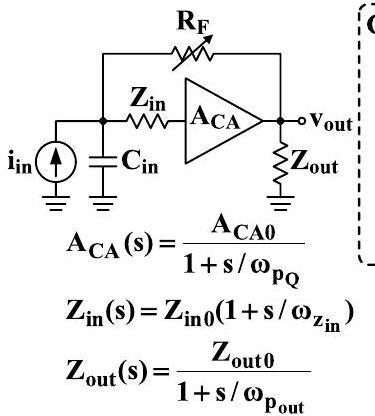 R_F
Z_in
A_CA
v_out
i_in
C_in
Z_out
A_CA(s) = A_CA0 / (1 + s/ω_pQ)
Z_in(s) = Z_in0(1 + s/ω_zin)
Z_out(s) = Z_out0 / (1 + s/ω_pout)